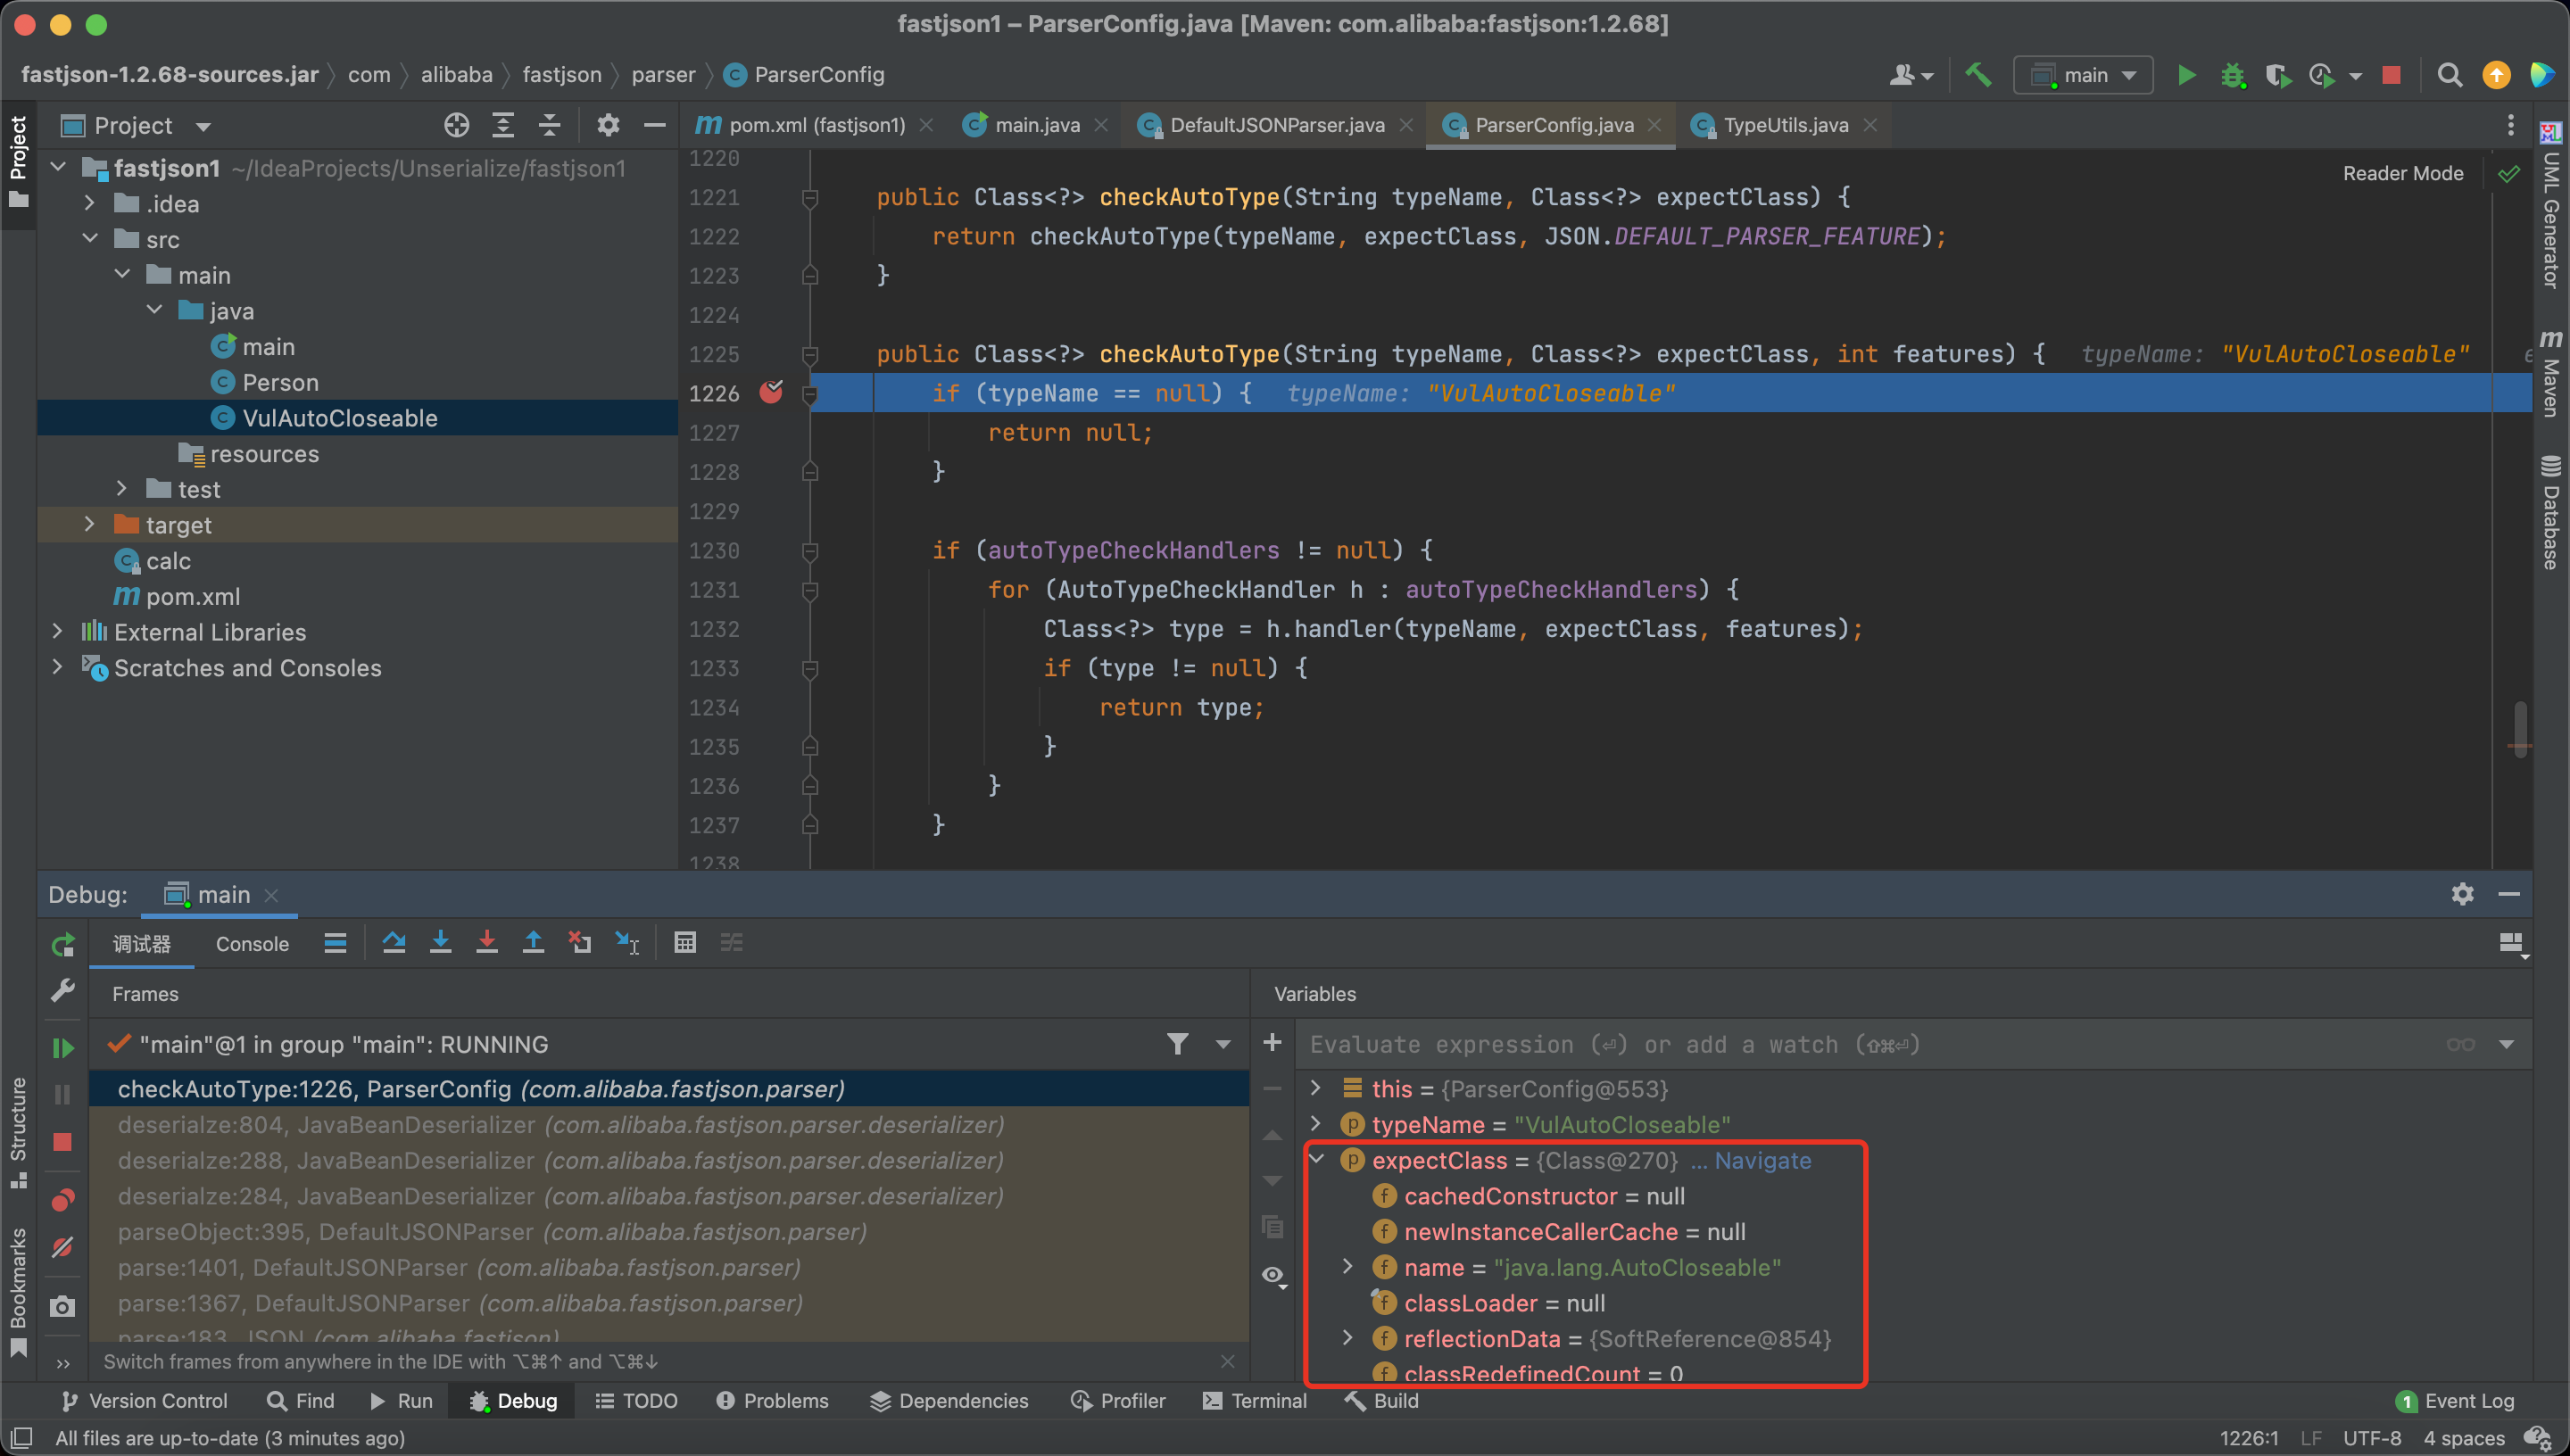 fastjson1 – ParserConfig.java [Maven: com.alibaba:fastjson:1.2.68]
fastjson-1.2.68-sources.jar com alibaba fastjson parser ParserConfig
main
Project
pom.xml (fastjson1) main.java DefaultJSONParser.java ParserConfig.java TypeUtils.java
Project
fastjson1 ~/IdeaProjects/Unserialize/fastjson1
.idea
src
main
java
main
Person
VulAutoCloseable
resources
test
target
calc
pom.xml
External Libraries
Scratches and Consoles
Structure
Bookmarks
Reader Mode
1220
1221 public Class<?> checkAutoType(String typeName, Class<?> expectClass) {
1222 return checkAutoType(typeName, expectClass, JSON.DEFAULT_PARSER_FEATURE);
1223 }
1224
1225 public Class<?> checkAutoType(String typeName, Class<?> expectClass, int features) { typeName: "VulAutoCloseable" e
1226 if (typeName == null) { typeName: "VulAutoCloseable"
1227 return null;
1228 }
1229
1230 if (autoTypeCheckHandlers != null) {
1231 for (AutoTypeCheckHandler h : autoTypeCheckHandlers) {
1232 Class<?> type = h.handler(typeName, expectClass, features);
1233 if (type != null) {
1234 return type;
1235 }
1236 }
1237 }
1238
UML Generator
Maven
Database
Debug: main
调试器 Console
Frames
"main"@1 in group "main": RUNNING
checkAutoType:1226, ParserConfig (com.alibaba.fastjson.parser)
deserialze:804, JavaBeanDeserializer (com.alibaba.fastjson.parser.deserializer)
deserialze:288, JavaBeanDeserializer (com.alibaba.fastjson.parser.deserializer)
deserialze:284, JavaBeanDeserializer (com.alibaba.fastjson.parser.deserializer)
parseObject:395, DefaultJSONParser (com.alibaba.fastjson.parser)
parse:1401, DefaultJSONParser (com.alibaba.fastjson.parser)
parse:1367, DefaultJSONParser (com.alibaba.fastjson.parser)
parse:183, JSON (com.alibaba.fastjson)
Switch frames from anywhere in the IDE with ⌥⌘↑ and ⌥⌘↓
Variables
Evaluate expression (⏎) or add a watch (⇧⌘⏎)
this = {ParserConfig@553}
typeName = "VulAutoCloseable"
expectClass = {Class@270} ... Navigate
cachedConstructor = null
newInstanceCallerCache = null
name = "java.lang.AutoCloseable"
classLoader = null
reflectionData = {SoftReference@854}
classRedefinedCount = 0
Version Control Find Run Debug TODO Problems Dependencies Profiler Terminal Build 1 Event Log
All files are up-to-date (3 minutes ago) 1226:1 LF UTF-8 4 spaces